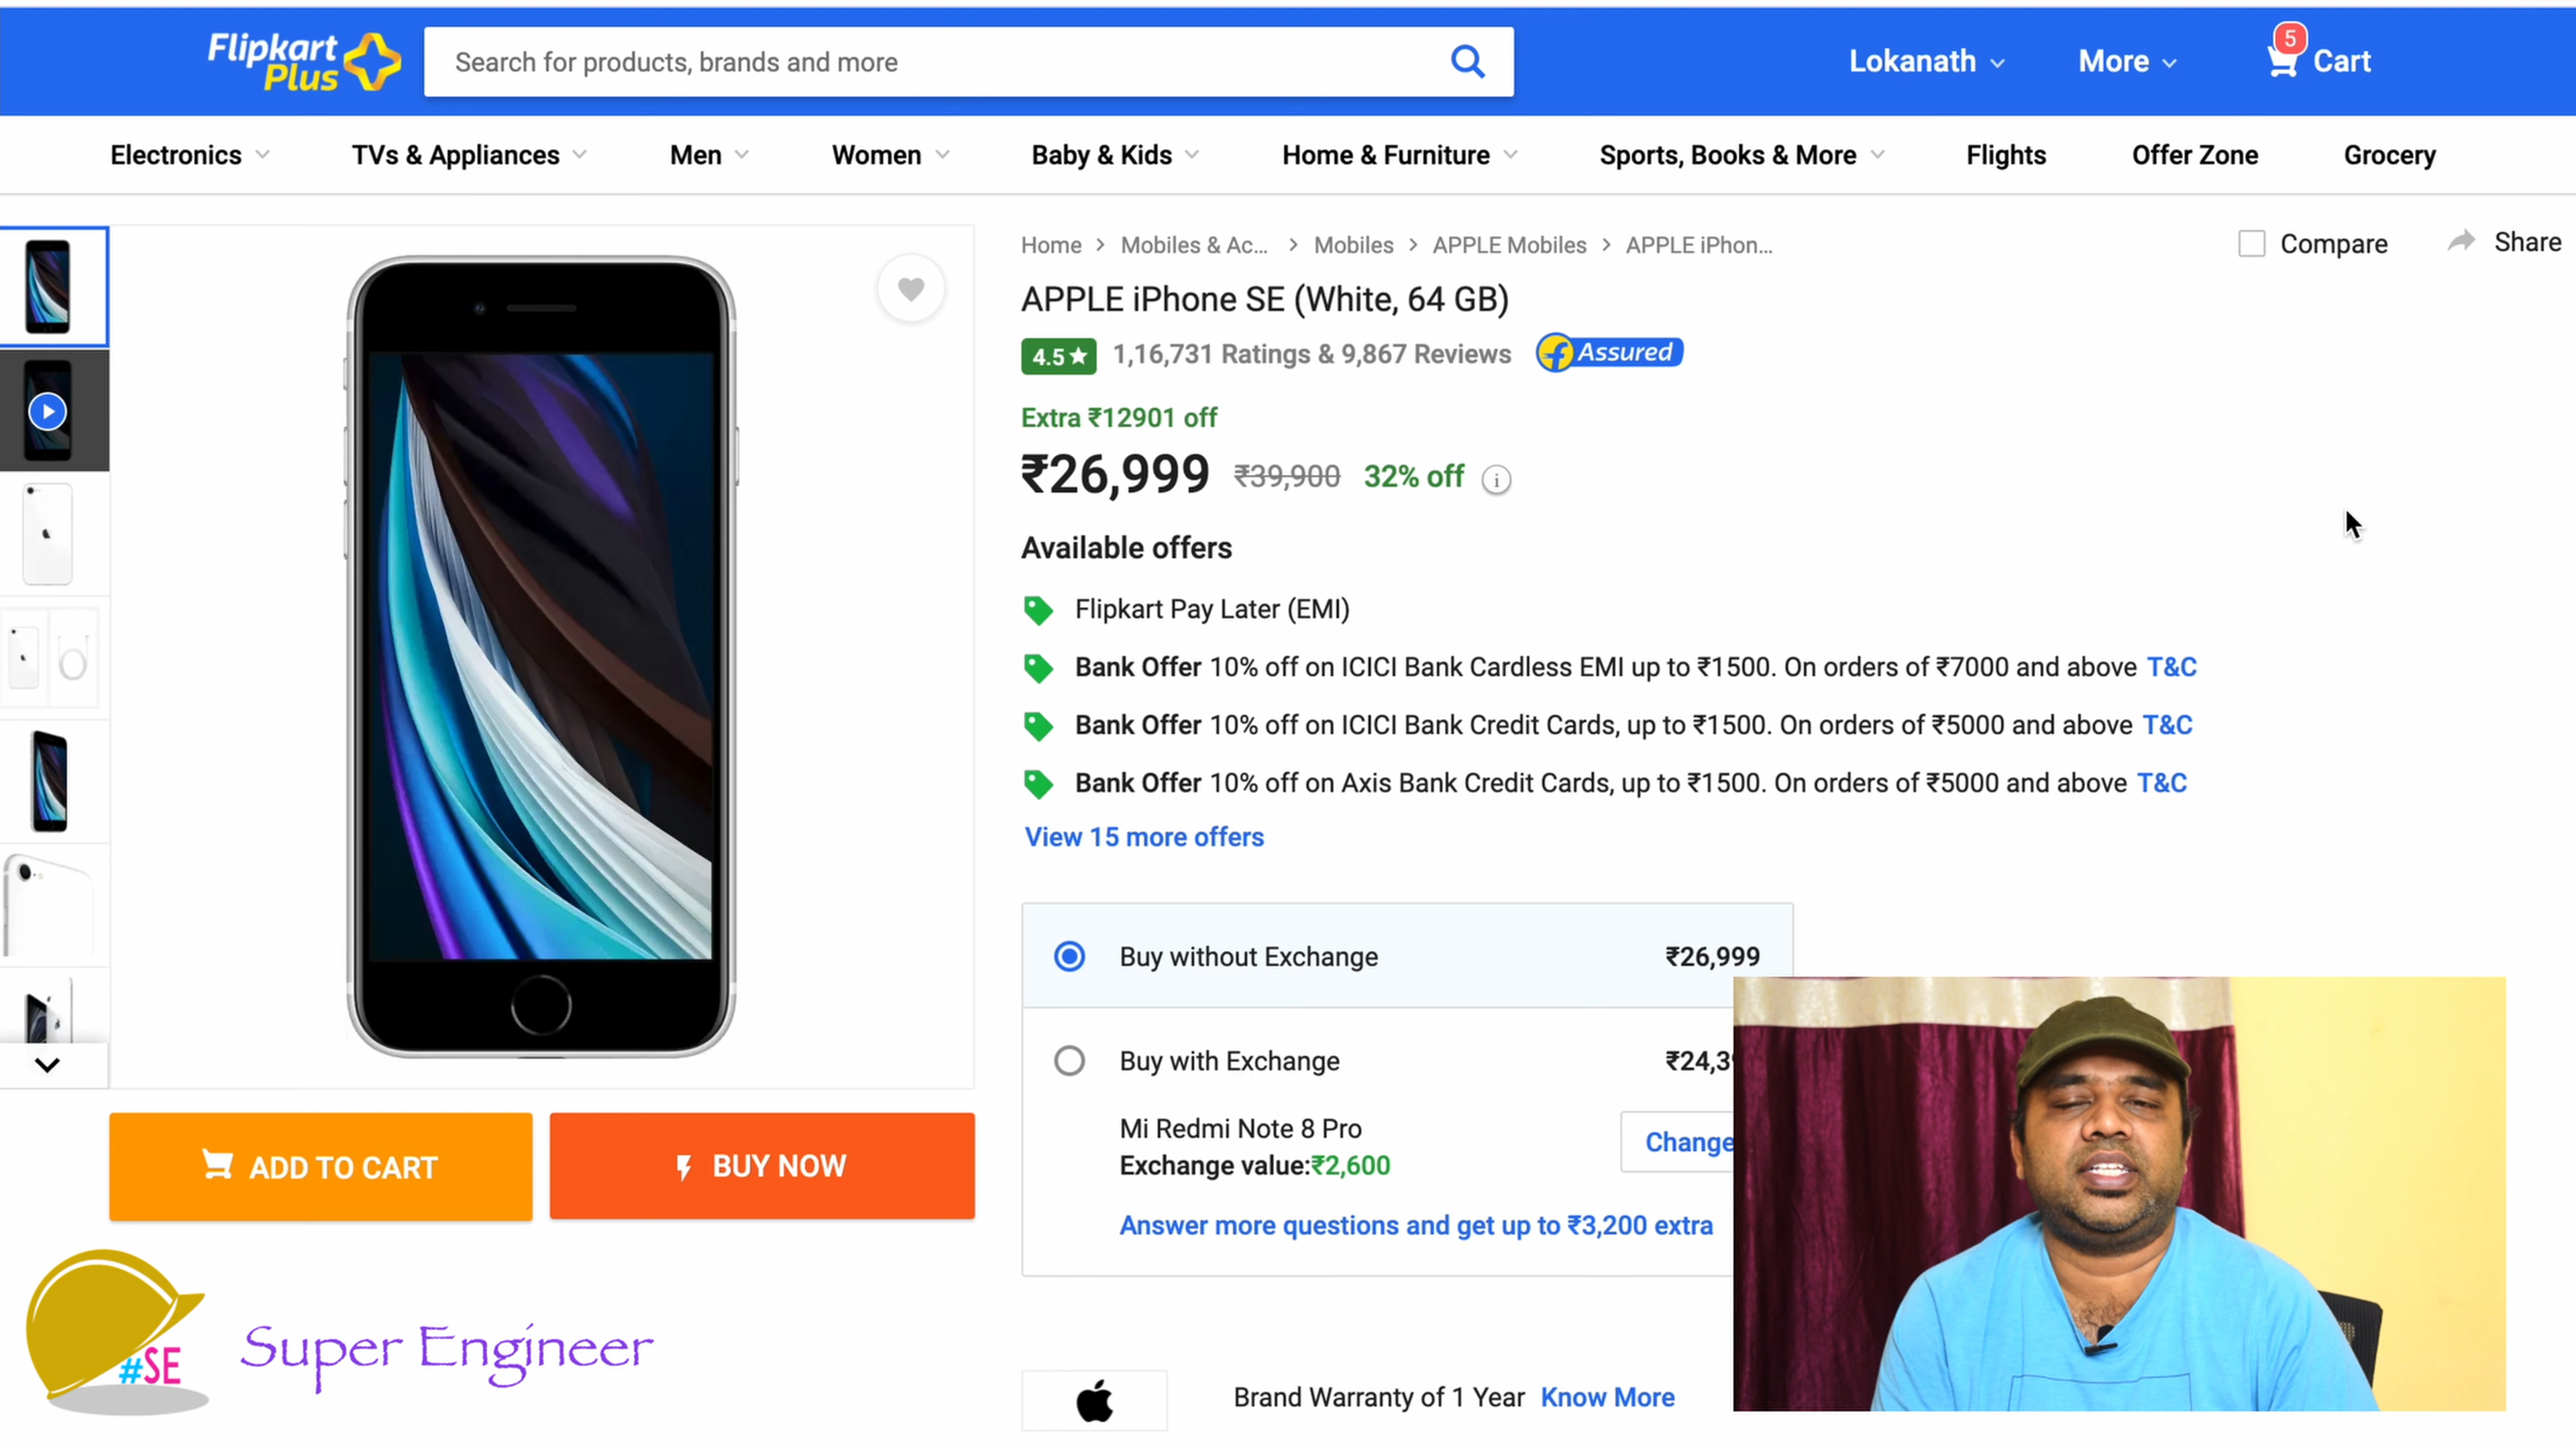 Flipkart
Plus
Search for products, brands and more
Lokanath
More
5
Cart
Electronics
TVs & Appliances
Men
Women
Baby & Kids
Home & Furniture
Sports, Books & More
Flights
Offer Zone
Grocery
Home > Mobiles & Ac... > Mobiles > APPLE Mobiles > APPLE iPhon...
Compare
Share
APPLE iPhone SE (White, 64 GB)
4.5★ 1,16,731 Ratings & 9,867 Reviews
f Assured
Extra ₹12901 off
₹26,999 ₹39,900 32% off i
Available offers
Flipkart Pay Later (EMI)
Bank Offer 10% off on ICICI Bank Cardless EMI up to ₹1500. On orders of ₹7000 and above T&C
Bank Offer 10% off on ICICI Bank Credit Cards, up to ₹1500. On orders of ₹5000 and above T&C
Bank Offer 10% off on Axis Bank Credit Cards, up to ₹1500. On orders of ₹5000 and above T&C
View 15 more offers
Buy without Exchange ₹26,999
Buy with Exchange ₹24,3
Mi Redmi Note 8 Pro
Exchange value:₹2,600
Change
Answer more questions and get up to ₹3,200 extra
ADD TO CART
BUY NOW
#SE
Super Engineer
Brand Warranty of 1 Year Know More